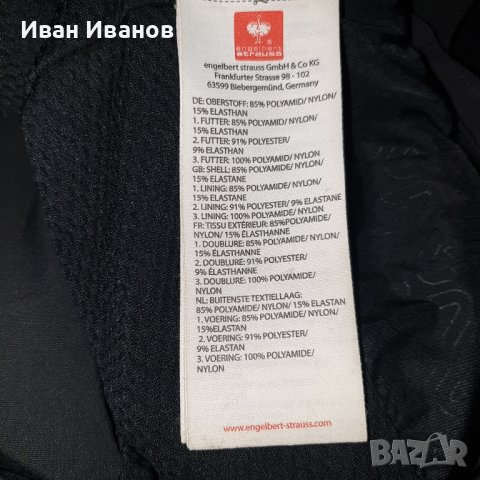 Иван Иванов
engelbert
strauss
engelbert strauss GmbH & Co KG
Frankfurter Strasse 98 - 102
63599 Biebergemünd, Germany
DE: OBERSTOFF: 85% POLYAMID/ NYLON/
15% ELASTHAN
1. FUTTER: 85% POLYAMID/ NYLON/
15% ELASTHAN
2. FUTTER: 91% POLYESTER/
9% ELASTHAN
3. FUTTER: 100% POLYAMID/ NYLON
GB: SHELL: 85% POLYAMIDE/ NYLON/
15% ELASTANE
1. LINING: 85% POLYAMIDE/ NYLON/
15% ELASTANE
2. LINING: 91% POLYESTER/ 9% ELASTANE
3. LINING: 100% POLYAMIDE/ NYLON
FR: TISSU EXTÉRIEUR: 85% POLYAMIDE/
NYLON/ 15% ÉLASTHANNE
1. DOUBLURE: 85% POLYAMIDE/ NYLON/
15% ÉLASTHANNE
2. DOUBLURE: 91% POLYESTER/
9% ÉLASTHANNE
3. DOUBLURE: 100% POLYAMIDE/
NYLON
NL: BUITENSTE TEXTIELLAAG:
85% POLYAMIDE/ NYLON/ 15% ELASTAN
1. VOERING: 85% POLYAMIDE/ NYLON/
15%ELASTAN
2. VOERING: 91% POLYESTER/
9% ELASTAN
3. VOERING: 100% POLYAMIDE/
NYLON
www.engelbert-strauss.com
BAZAR